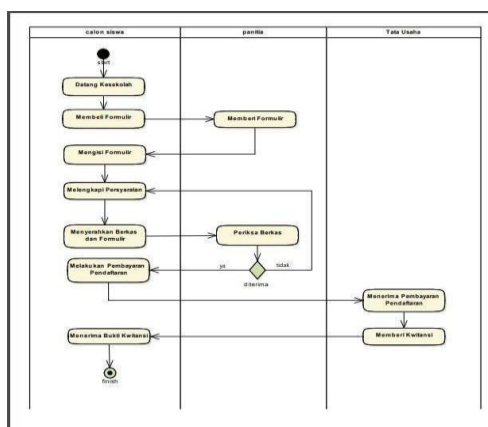 calon siswa
panitia
Tata Usaha
start
Datang Kesekolah
Membeli Formulir
Memberi Formulir
Mengisi Formulir
Melengkapi Persyaratan
Menyerahkan Berkas
dan Formulir
Periksa Berkas
Melakukan Pembayaran
Pendaftaran
ya
tidak
diterima
Menerima Pembayaran
Pendaftaran
Menerima Bukti Kwitansi
Memberi Kwitansi
finish